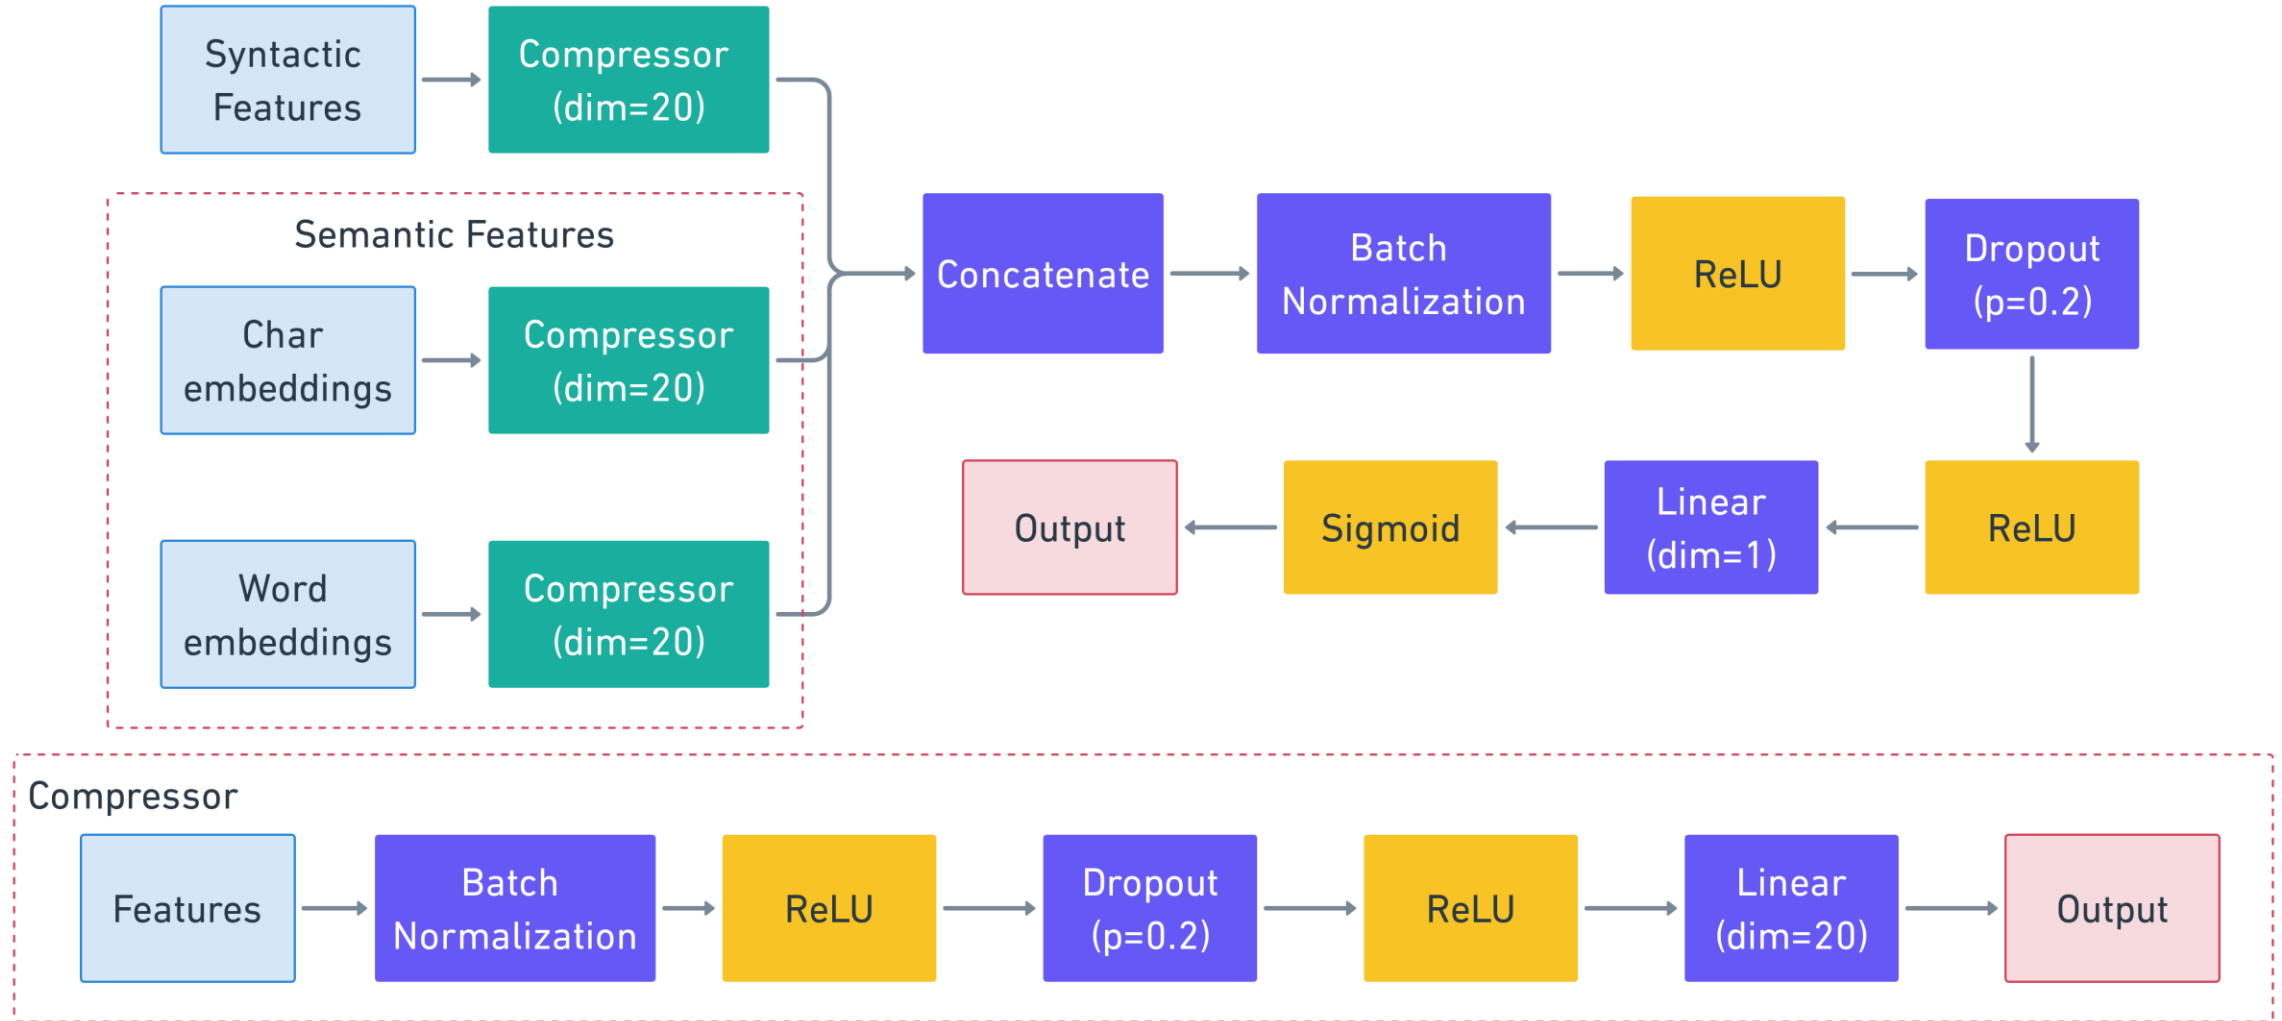 Syntactic
Features
Compressor
(dim=20)
Semantic Features
Char
embeddings
Compressor
(dim=20)
Word
embeddings
Compressor
(dim=20)
Concatenate
Batch
Normalization
ReLU
Dropout
(p=0.2)
ReLU
Linear
(dim=1)
Sigmoid
Output
Compressor
Features
Batch
Normalization
ReLU
Dropout
(p=0.2)
ReLU
Linear
(dim=20)
Output